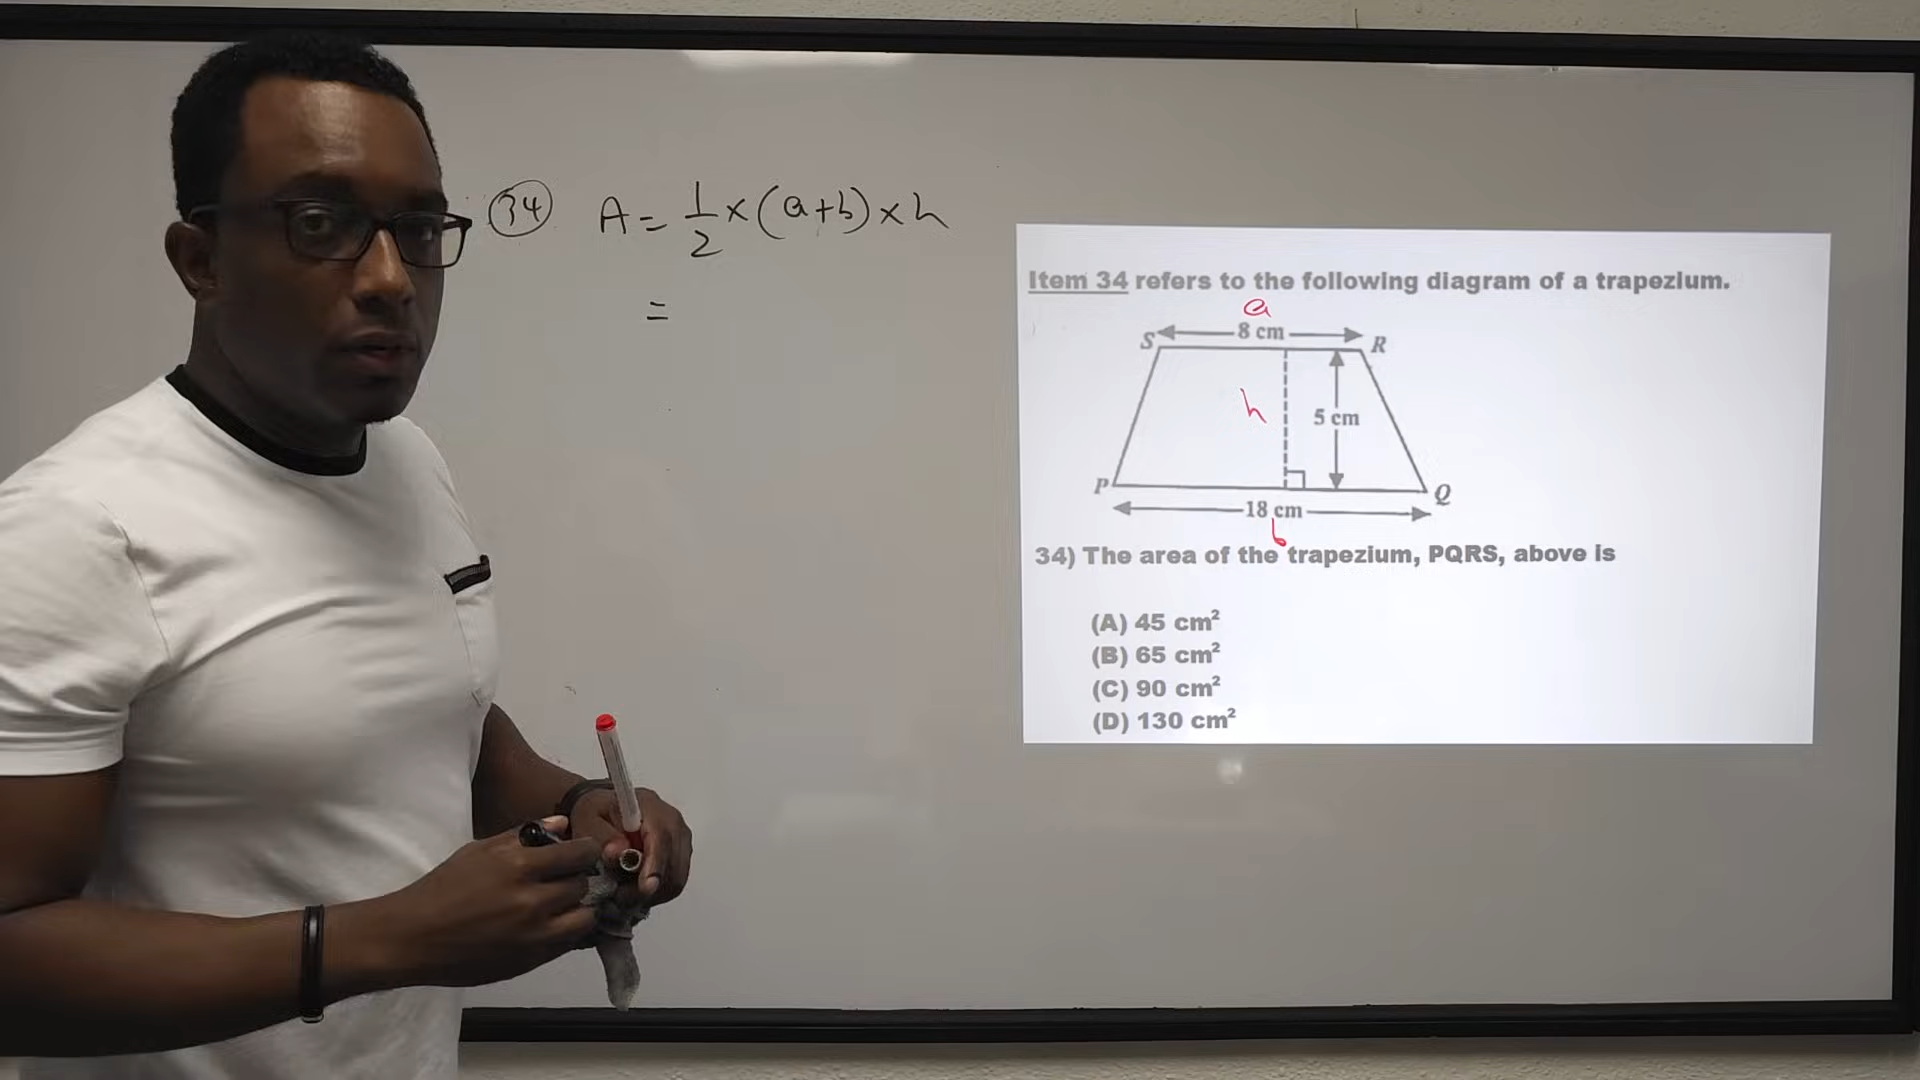 34 A = 1/2 × (a+b) × h
=
Item 34 refers to the following diagram of a trapezium.
a
S 8 cm R
h
5 cm
P Q
18 cm
b
34) The area of the trapezium, PQRS, above is
(A) 45 cm²
(B) 65 cm²
(C) 90 cm²
(D) 130 cm²